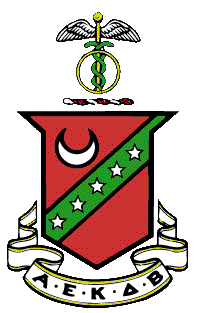 Α · Ε · Κ · Δ · Β